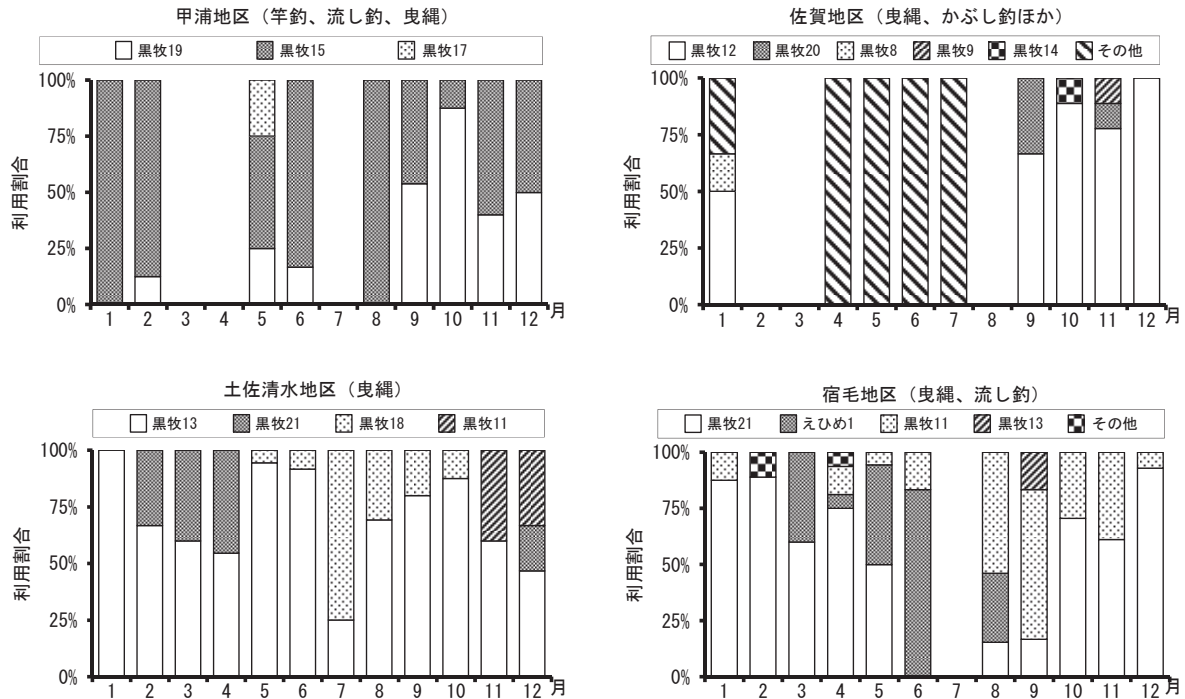 甲浦地区（竿釣、流し釣、曳縄）
黒牧19 黒牧15 黒牧17
利用割合
100%
75%
50%
25%
0%
1 2 3 4 5 6 7 8 9 10 11 12 月
佐賀地区（曳縄、かぶし釣ほか）
黒牧12 黒牧20 黒牧8 黒牧9 黒牧14 その他
利用割合
100%
75%
50%
25%
0%
1 2 3 4 5 6 7 8 9 10 11 12 月
土佐清水地区（曳縄）
黒牧13 黒牧21 黒牧18 黒牧11
利用割合
100%
75%
50%
25%
0%
1 2 3 4 5 6 7 8 9 10 11 12 月
宿毛地区（曳縄、流し釣）
黒牧21 えひめ1 黒牧11 黒牧13 その他
利用割合
100%
75%
50%
25%
0%
1 2 3 4 5 6 7 8 9 10 11 12 月